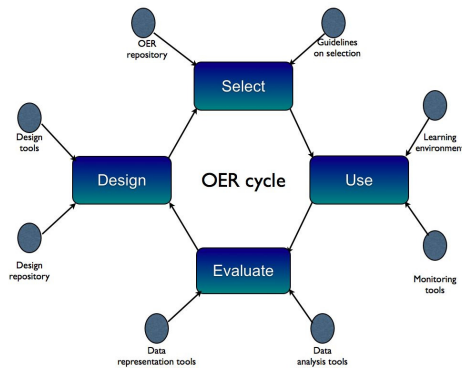 OER
repository
Guidelines
on selection
Select
Design
tools
Learning
environment
Design
OER cycle
Use
Design
repository
Evaluate
Monitoring
tools
Data
representation tools
Data
analysis tools